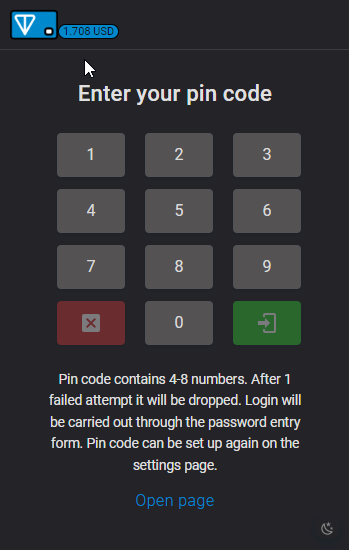 1.708 USD
Enter your pin code
1 2 3
4 5 6
7 8 9
0
Pin code contains 4-8 numbers. After 1
failed attempt it will be dropped. Login will
be carried out through the password entry
form. Pin code can be set up again on the
settings page.
Open page